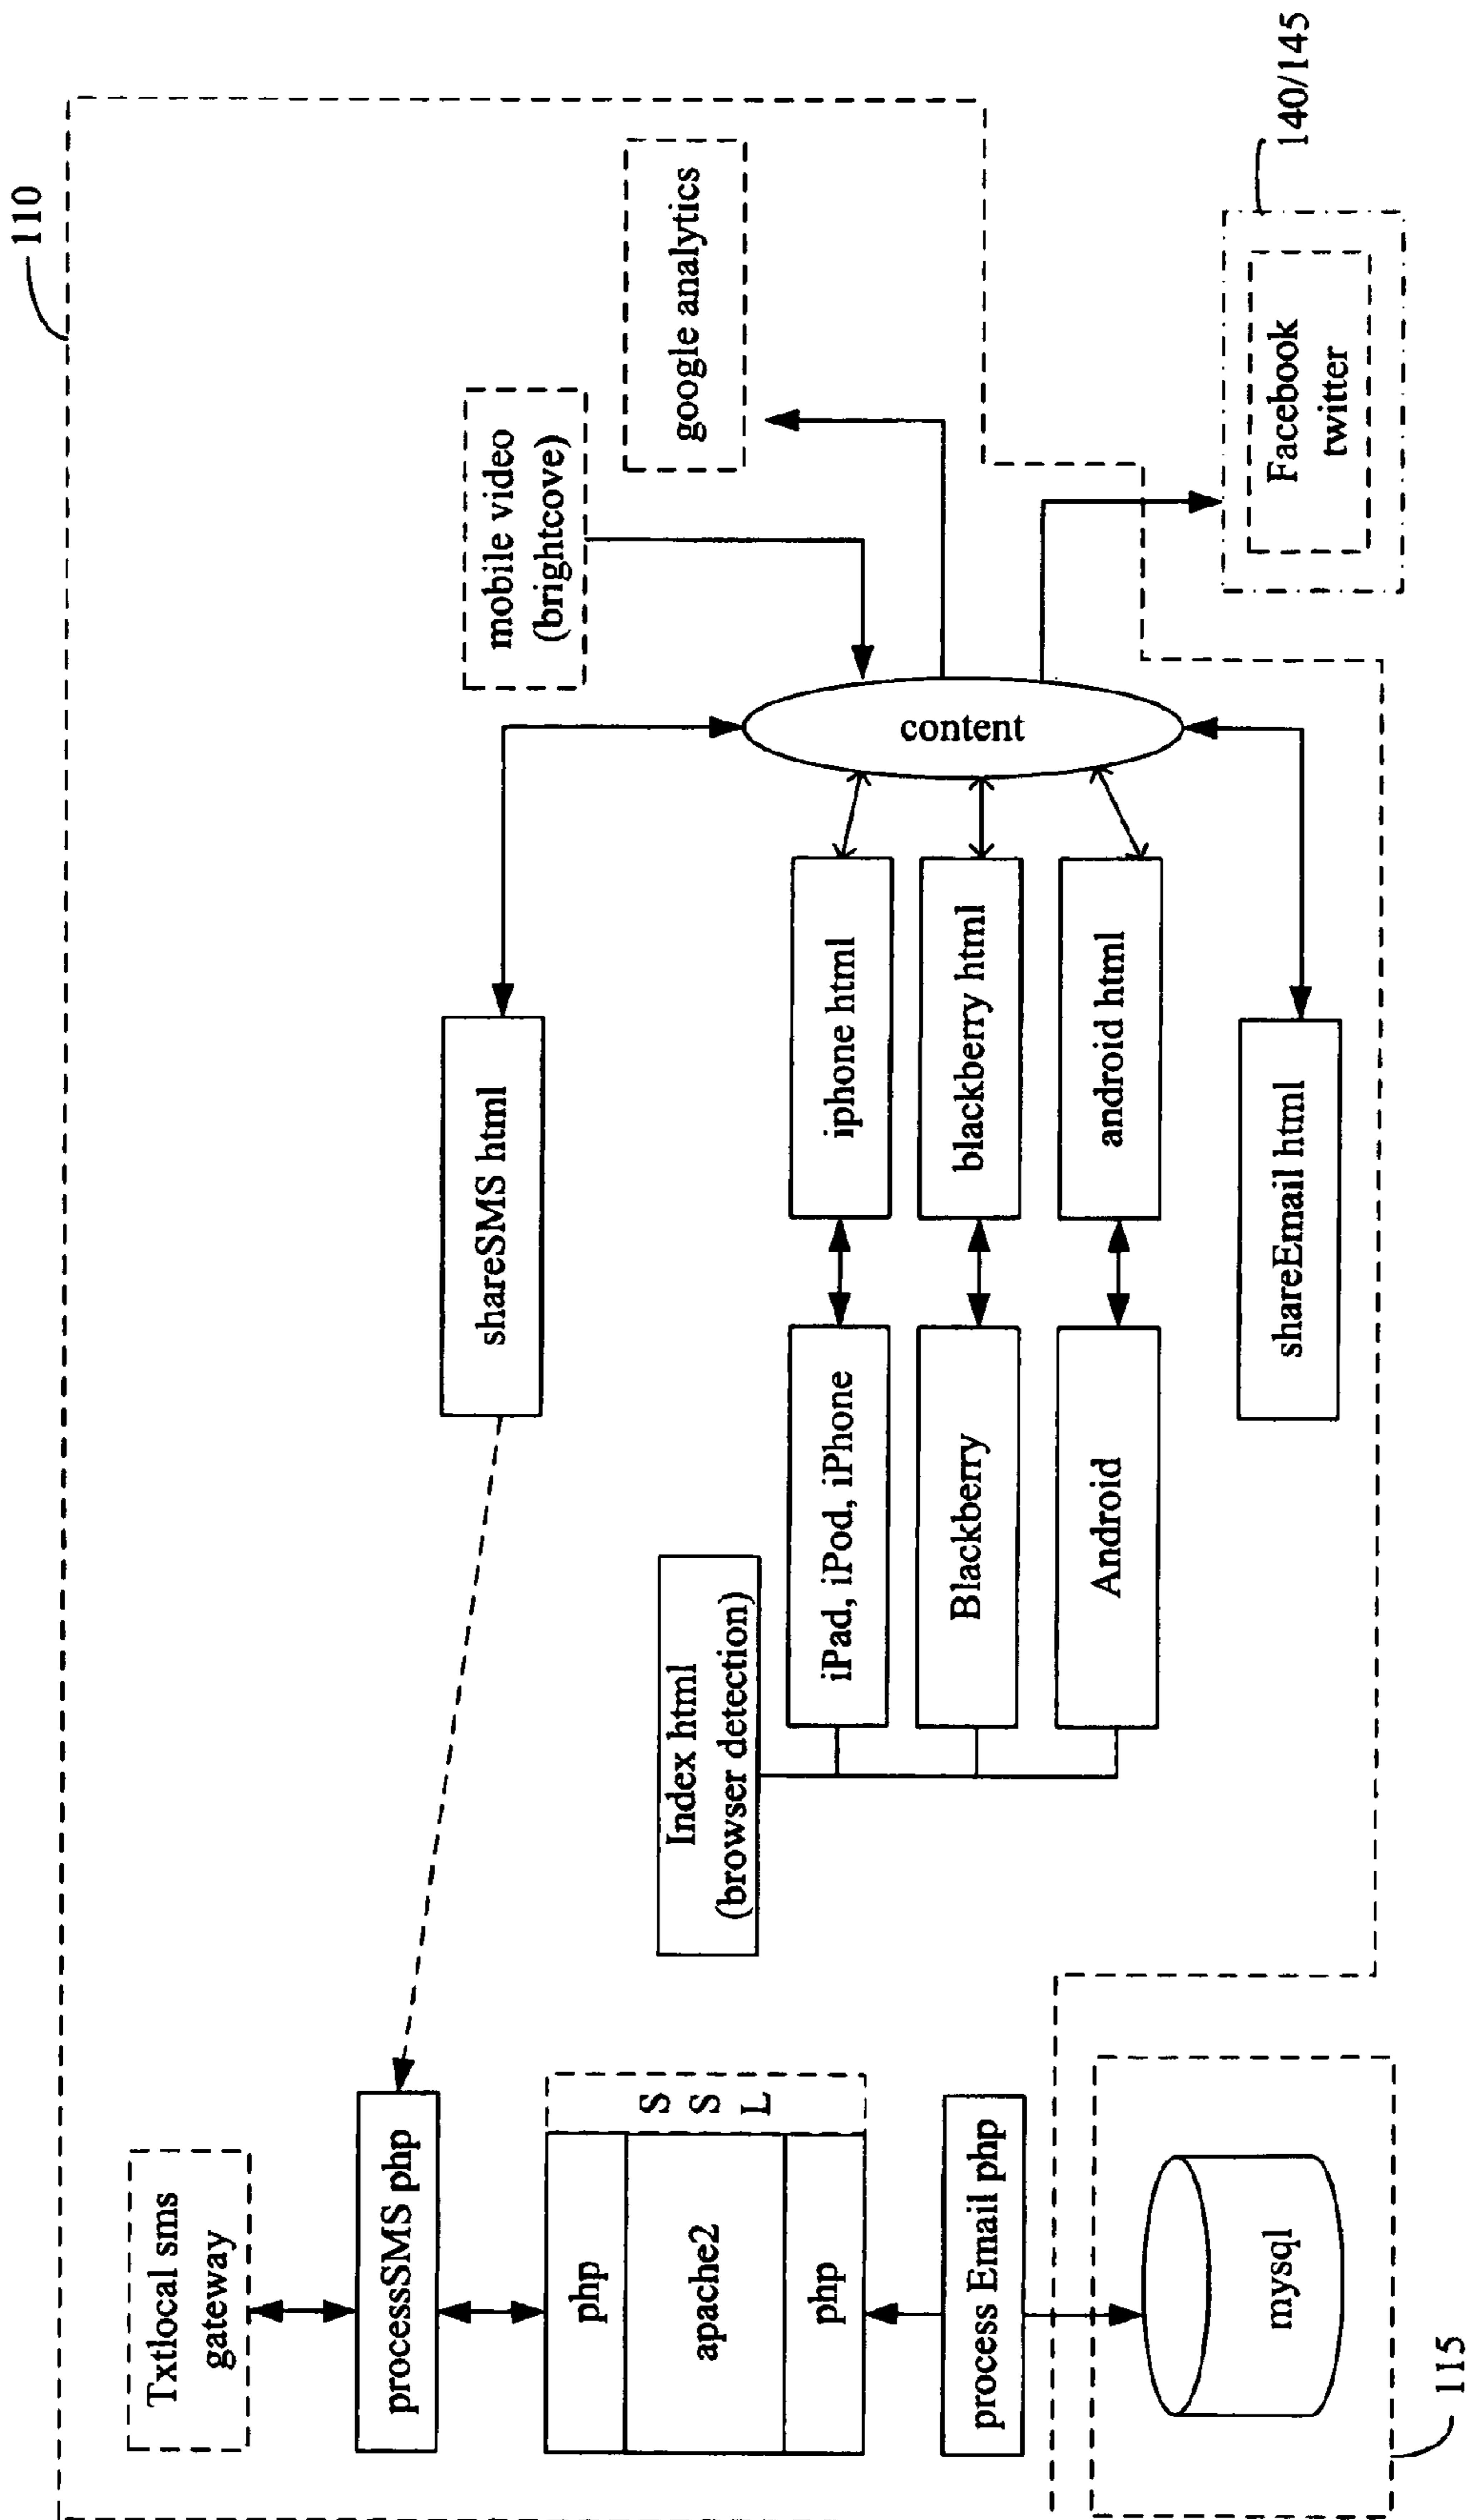 110
Txtlocal sms
gateway
processSMS php
php
apache2
php
S
S
L
process Email php
mysql
115
shareSMS html
Index html
(browser detection)
iPad, iPod, iPhone
Blackberry
Android
iphone html
blackberry html
android html
shareEmail html
content
mobile video
(brightcove)
google analytics
Facebook
twitter
140/145